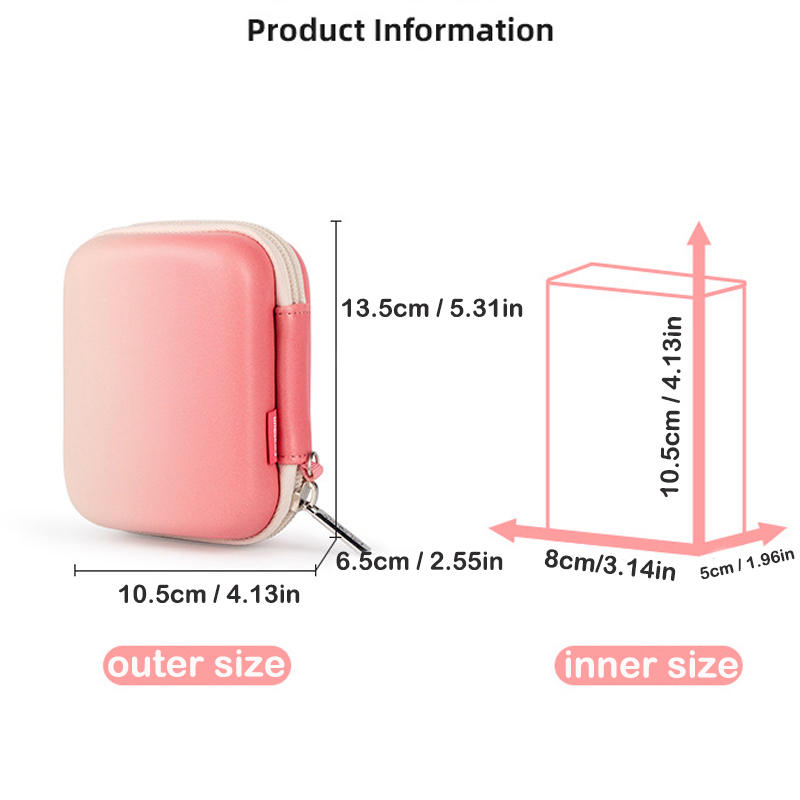 Product Information
13.5cm / 5.31in
6.5cm / 2.55in
10.5cm / 4.13in
outer size
10.5cm / 4.13in
8cm/3.14in
5cm / 1.96in
inner size